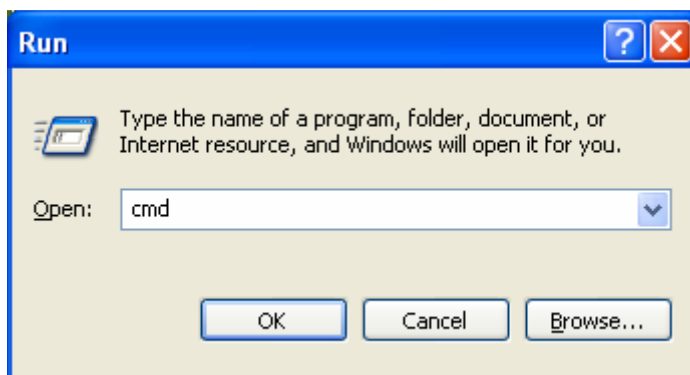 Run
Type the name of a program, folder, document, or
Internet resource, and Windows will open it for you.
Open: cmd
OK Cancel Browse...